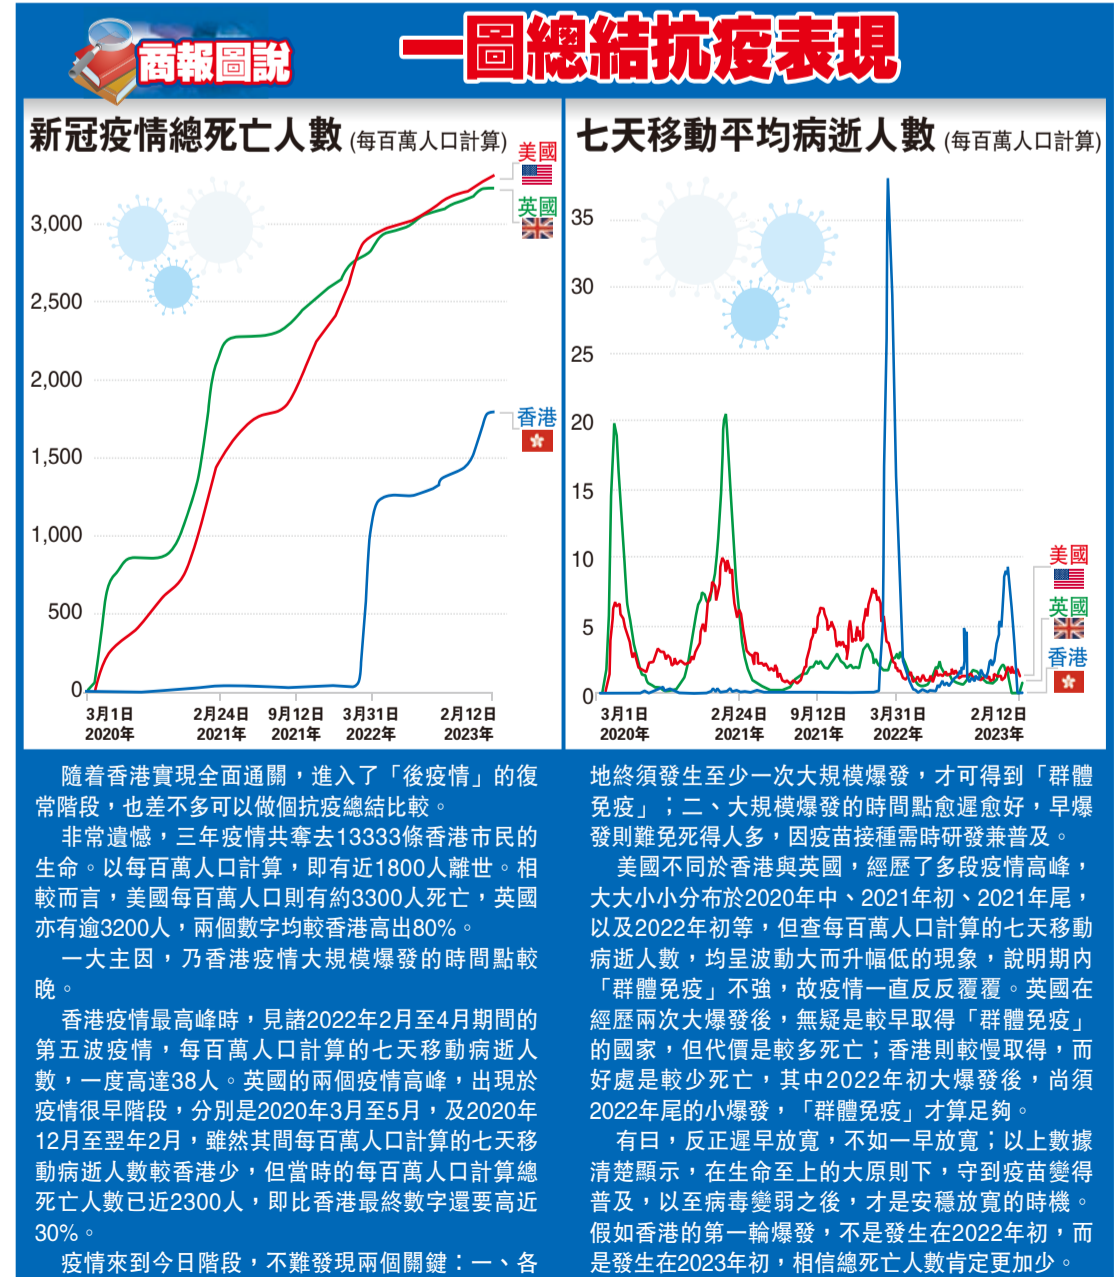 商報圖說
一圖總結抗疫表現
新冠疫情總死亡人數 (每百萬人口計算)
美國
英國
香港
3,000
2,500
2,000
1,500
1,000
500
0
3月1日 2月24日 9月12日 3月31日 2月12日
2020年 2021年 2021年 2022年 2023年
七天移動平均病逝人數 (每百萬人口計算)
35
30
25
20
15
10
5
0
美國
英國
香港
3月1日 2月24日 9月12日 3月31日 2月12日
2020年 2021年 2021年 2022年 2023年
隨着香港實現全面通關，進入了「後疫情」的復
常階段，也差不多可以做個抗疫總結比較。
非常遺憾，三年疫情共奪去13333條香港市民的
生命。以每百萬人口計算，即有近1800人離世。相
較而言，美國每百萬人口則有約3300人死亡，英國
亦有逾3200人，兩個數字均較香港高出80%。
一大主因，乃香港疫情大規模爆發的時間點較
晚。
香港疫情最高峰時，見諸2022年2月至4月期間的
第五波疫情，每百萬人口計算的七天移動病逝人
數，一度高達38人。英國的兩個疫情高峰，出現於
疫情很早階段，分別是2020年3月至5月，及2020年
12月至翌年2月，雖然其間每百萬人口計算的七天移
動病逝人數較香港少，但當時的每百萬人口計算總
死亡人數已近2300人，即比香港最終數字還要高近
30%。
疫情來到今日階段，不難發現兩個關鍵：一、各
地終須發生至少一次大規模爆發，才可得到「群體
免疫」；二、大規模爆發的時間點愈遲愈好，早爆
發則難免死得人多，因疫苗接種需時研發兼普及。
美國不同於香港與英國，經歷了多段疫情高峰，
大大小小分布於2020年中、2021年初、2021年尾，
以及2022年初等，但查每百萬人口計算的七天移動
病逝人數，均呈波動大而升幅低的現象，說明期內
「群體免疫」不強，故疫情一直反反覆覆。英國在
經歷兩次大爆發後，無疑是較早取得「群體免疫」
的國家，但代價是較多死亡；香港則較慢取得，而
好處是較少死亡，其中2022年初大爆發後，尚須
2022年尾的小爆發，「群體免疫」才算足夠。
有曰，反正遲早放寬，不如一早放寬；以上數據
清楚顯示，在生命至上的大原則下，守到疫苗變得
普及，以至病毒變弱之後，才是安穩放寬的時機。
假如香港的第一輪爆發，不是發生在2022年初，而
是發生在2023年初，相信總死亡人數肯定更加少。